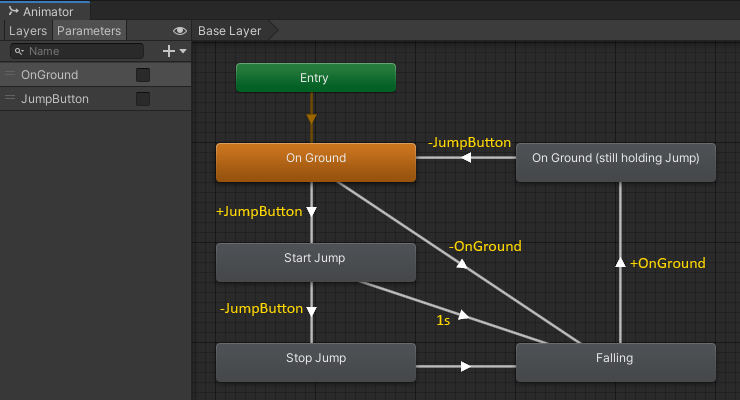 Animator
Layers Parameters
Base Layer
Name
OnGround
JumpButton
Entry
On Ground
-JumpButton
On Ground (still holding Jump)
+JumpButton
-OnGround
Start Jump
+OnGround
-JumpButton
1s
Stop Jump
Falling